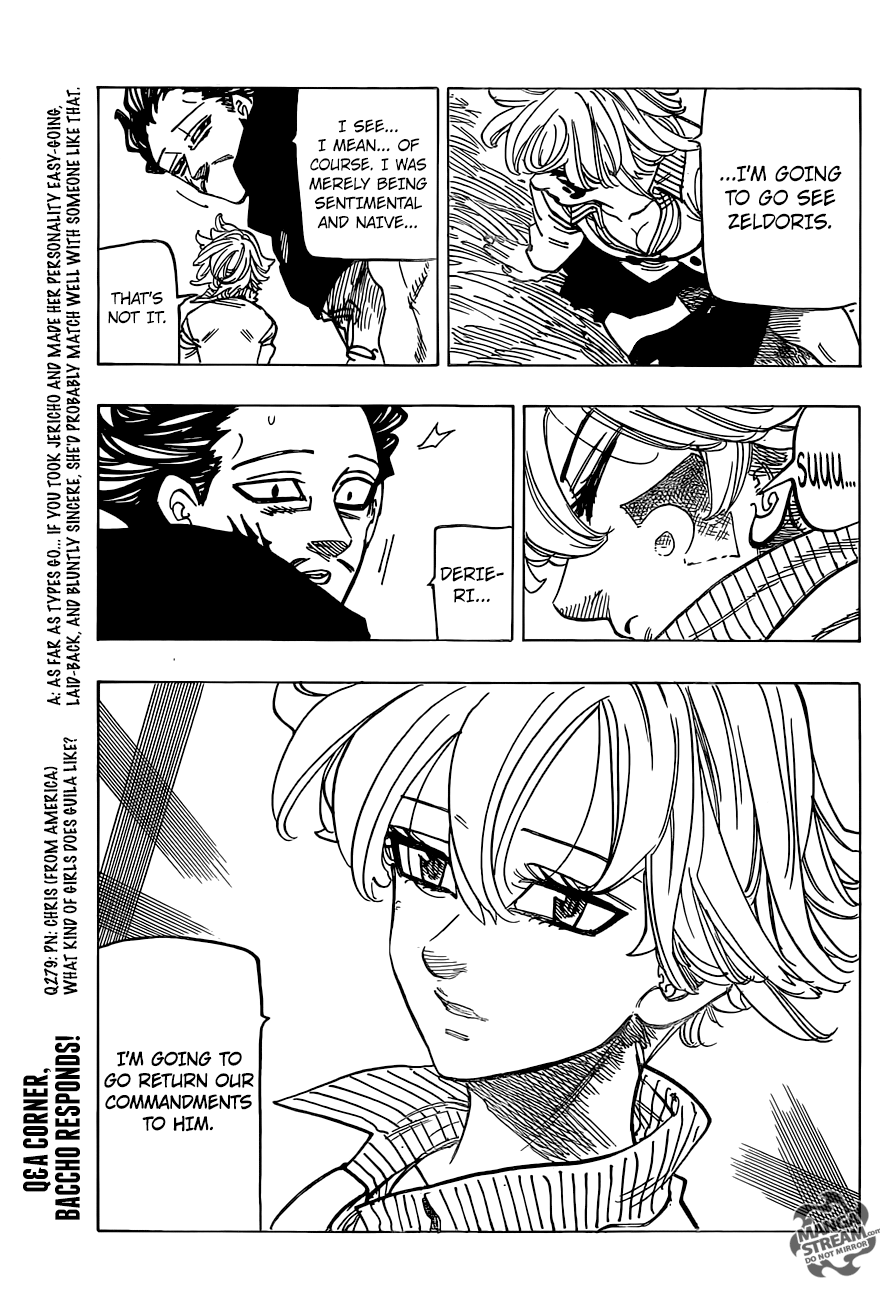 ...I'M GOING
TO GO SEE
ZELDORIS.
I SEE...
I MEAN... OF
COURSE. I WAS
MERELY BEING
SENTIMENTAL
AND NAIVE...
THAT'S
NOT IT.
SUUU...
DERIE-
RI...
I'M GOING TO
GO RETURN OUR
COMMANDMENTS
TO HIM.
Q&A CORNER,
BACCHO RESPONDS!
Q279: PN: CHRIS (FROM AMERICA)
WHAT KIND OF GIRLS DOES GUILA LIKE?
A: AS FAR AS TYPES GO... IF YOU TOOK JERICHO AND MADE HER PERSONALITY EASY-GOING,
LAID-BACK, AND BLUNTLY SINCERE, SHE'D PROBABLY MATCH WELL WITH SOMEONE LIKE THAT.
MANGA
STREAM.com
DO NOT MIRROR